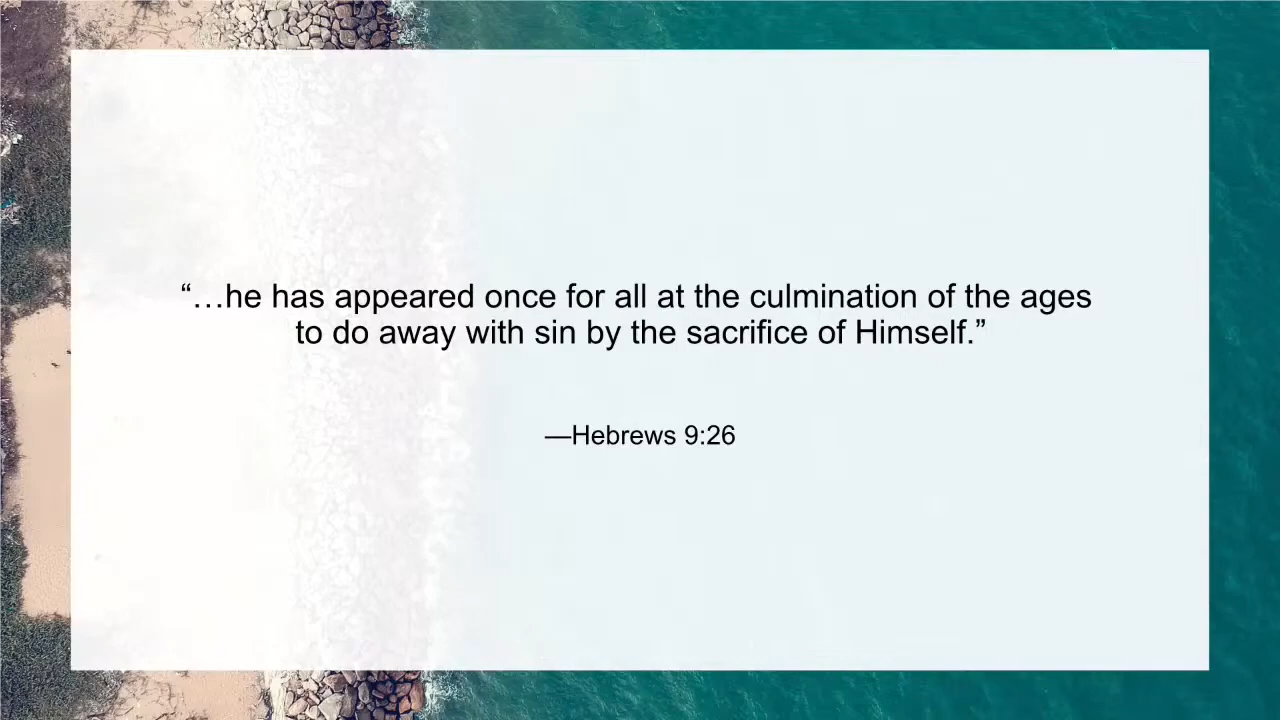 “…he has appeared once for all at the culmination of the ages
to do away with sin by the sacrifice of Himself.”
—Hebrews 9:26